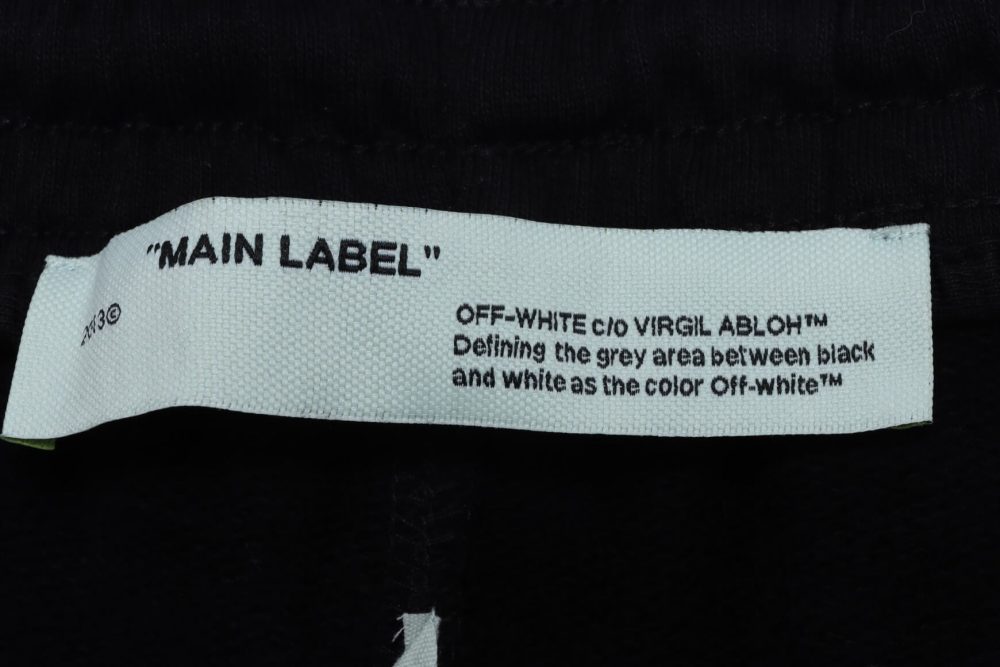 "MAIN LABEL"
OFF-WHITE c/o VIRGIL ABLOH™
Defining the grey area between black
and white as the color Off-white™